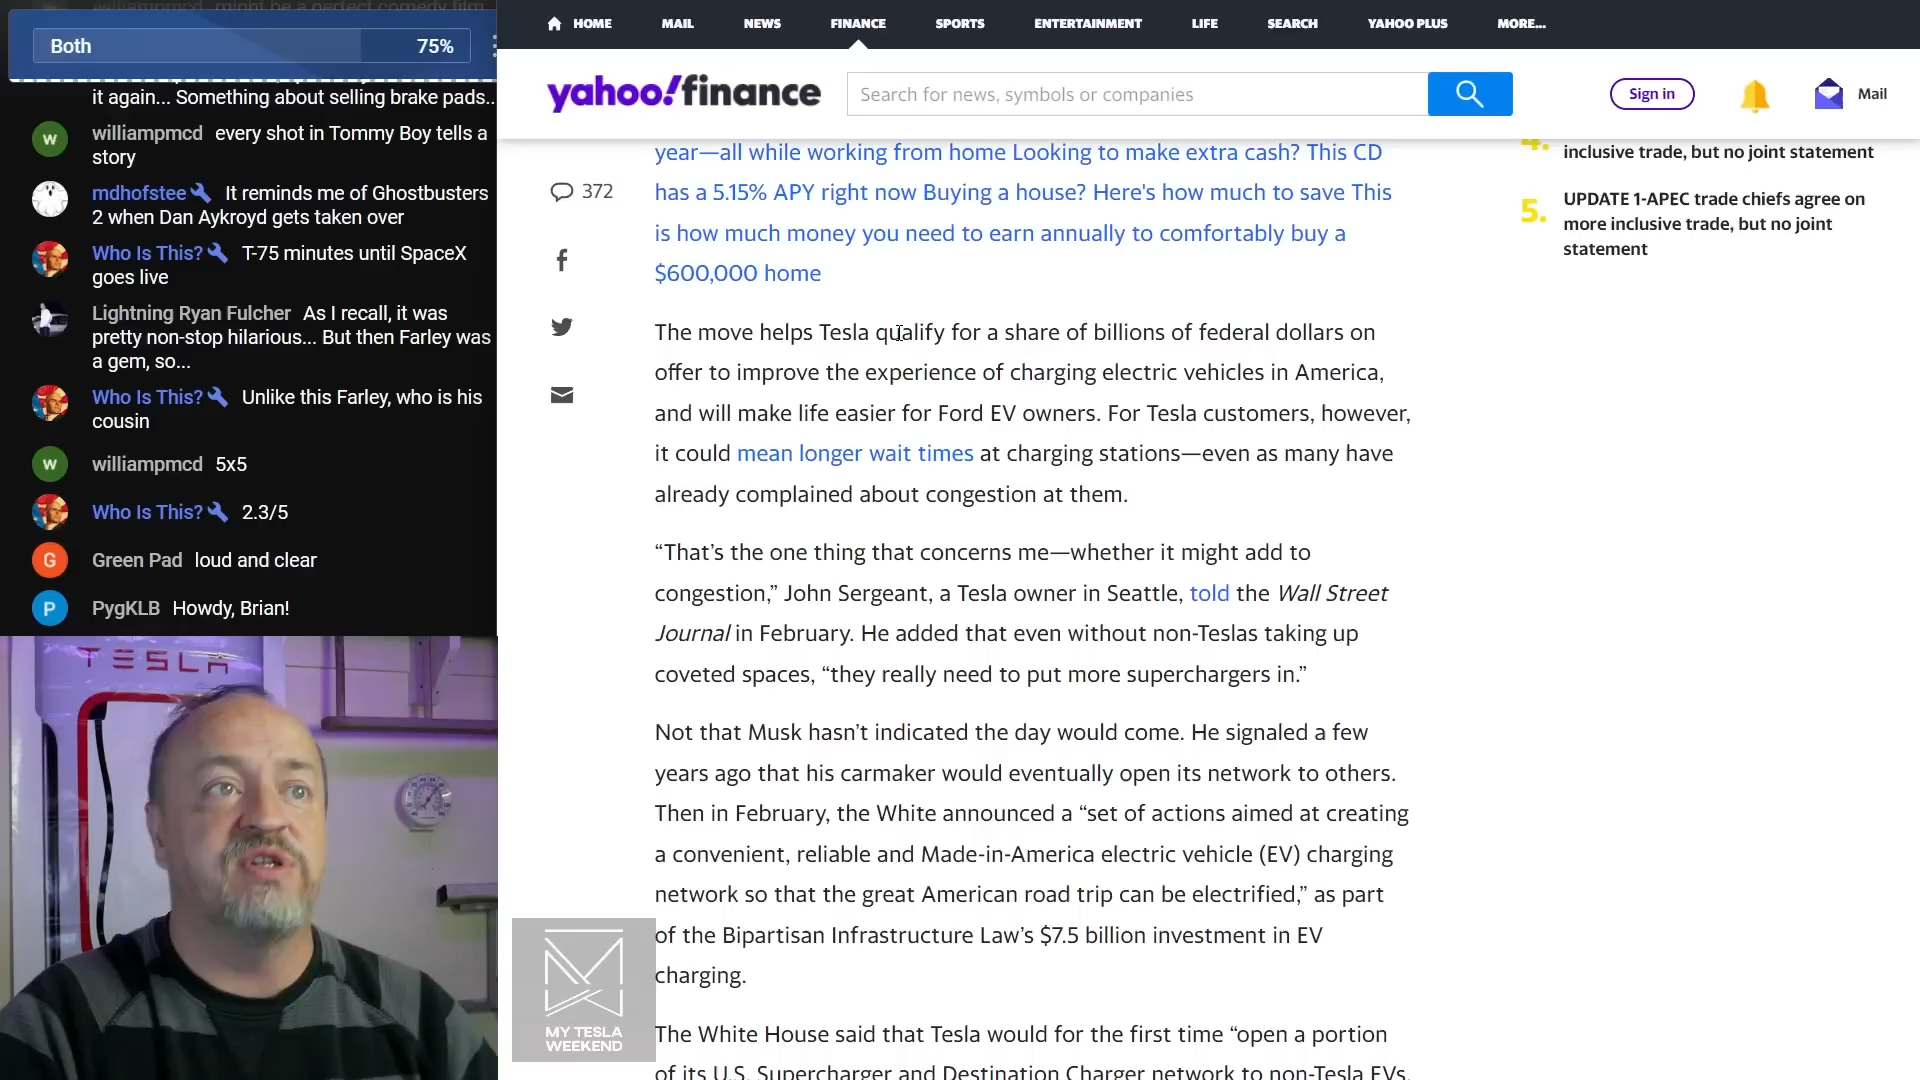 might be a perfect comedy film
Both
75%
it again... Something about selling brake pads..
williampmcd every shot in Tommy Boy tells a
story
mdhofstee It reminds me of Ghostbusters
2 when Dan Aykroyd gets taken over
Who Is This? T-75 minutes until SpaceX
goes live
Lightning Ryan Fulcher As I recall, it was
pretty non-stop hilarious... But then Farley was
a gem, so...
Who Is This? Unlike this Farley, who is his
cousin
W
williampmcd 5x5
Who Is This? 2.3/5
G
Green Pad loud and clear
P
PygKLB Howdy, Brian!
TESLA
HOME MAIL NEWS FINANCE SPORTS ENTERTAINMENT LIFE SEARCH YAHOO PLUS MORE...
yahoo!finance
Search for news, symbols or companies
Sign in
Mail
372
year—all while working from home Looking to make extra cash? This CD
has a 5.15% APY right now Buying a house? Here's how much to save This
is how much money you need to earn annually to comfortably buy a
$600,000 home
The move helps Tesla qualify for a share of billions of federal dollars on
offer to improve the experience of charging electric vehicles in America,
and will make life easier for Ford EV owners. For Tesla customers, however,
it could mean longer wait times at charging stations—even as many have
already complained about congestion at them.
“That’s the one thing that concerns me—whether it might add to
congestion,” John Sergeant, a Tesla owner in Seattle, told the Wall Street
Journal in February. He added that even without non-Teslas taking up
coveted spaces, “they really need to put more superchargers in.”
Not that Musk hasn’t indicated the day would come. He signaled a few
years ago that his carmaker would eventually open its network to others.
Then in February, the White announced a “set of actions aimed at creating
a convenient, reliable and Made-in-America electric vehicle (EV) charging
network so that the great American road trip can be electrified,” as part
of the Bipartisan Infrastructure Law’s $7.5 billion investment in EV
charging.
The White House said that Tesla would for the first time “open a portion
of its U.S. Supercharger and Destination Charger network to non-Tesla EVs,
4.
inclusive trade, but no joint statement
5.
UPDATE 1-APEC trade chiefs agree on
more inclusive trade, but no joint
statement
MY TESLA
WEEKEND